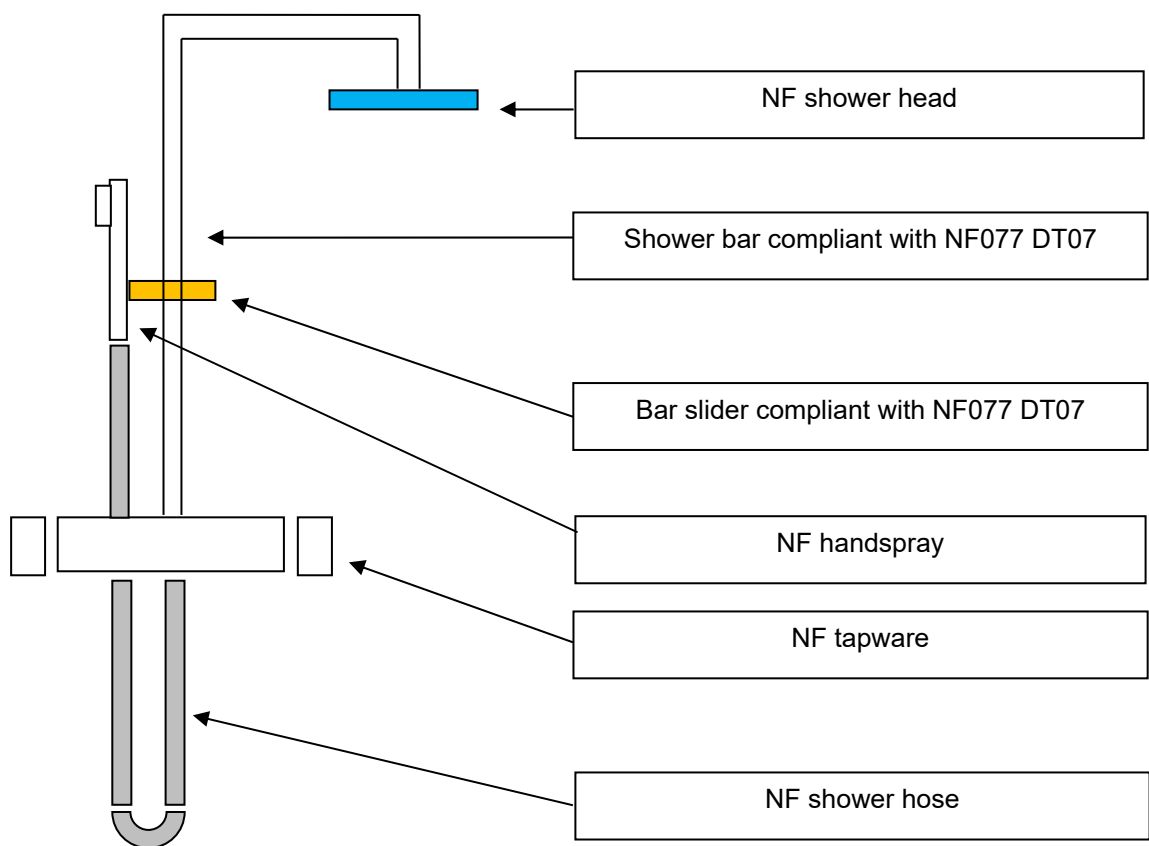 NF shower head
Shower bar compliant with NF077 DT07
Bar slider compliant with NF077 DT07
NF handspray
NF tapware
NF shower hose